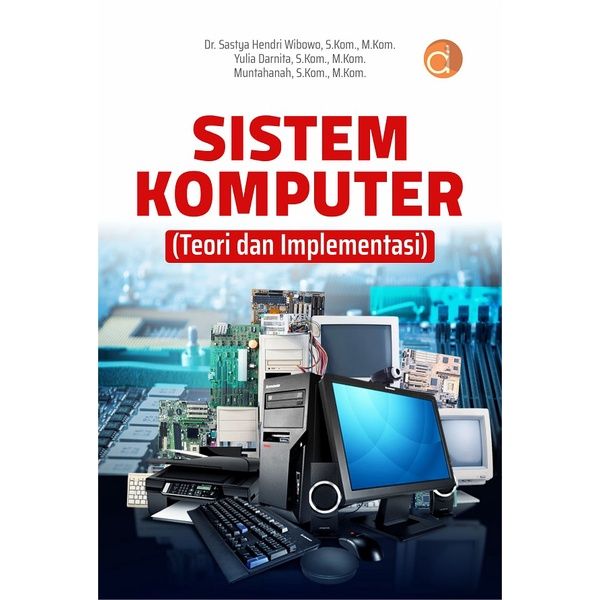 Dr. Sastya Hendri Wibowo, S.Kom., M.Kom.
Yulia Darnita, S.Kom., M.Kom.
Muntahanah, S.Kom., M.Kom.
SISTEM
KOMPUTER
(Teori dan Implementasi)